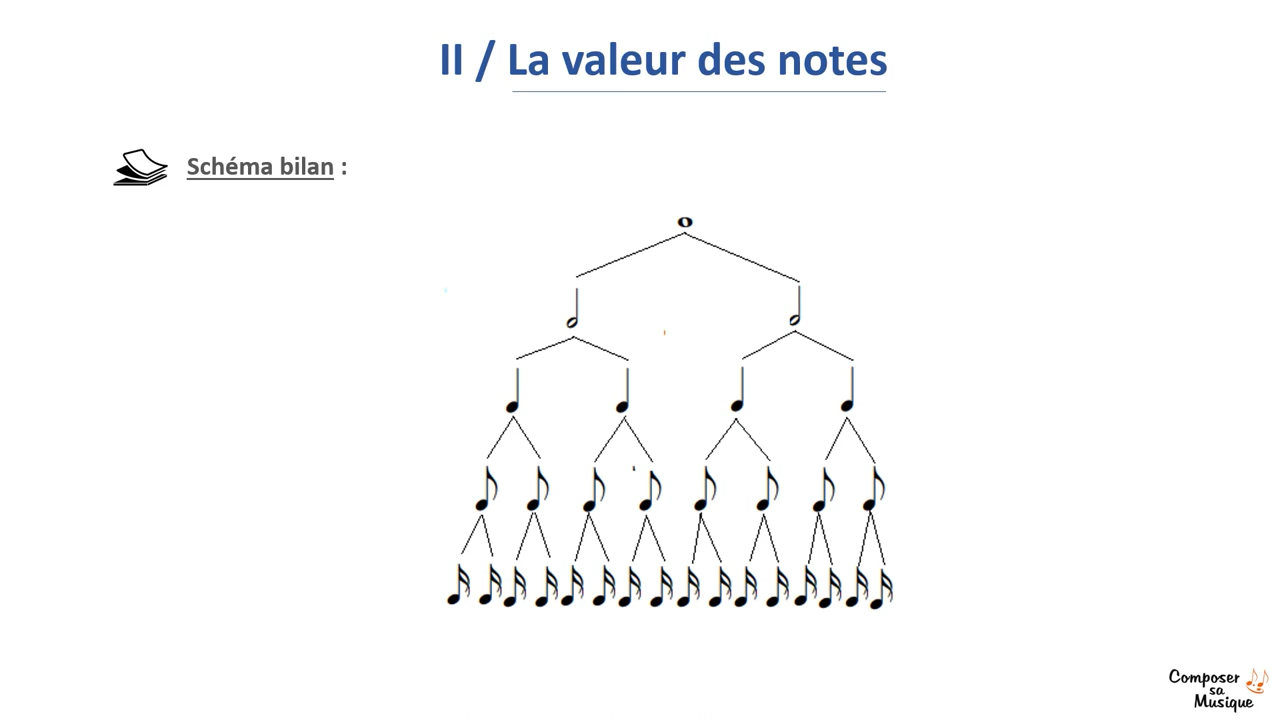 II / La valeur des notes
Schéma bilan :
Composer
sa
Musique